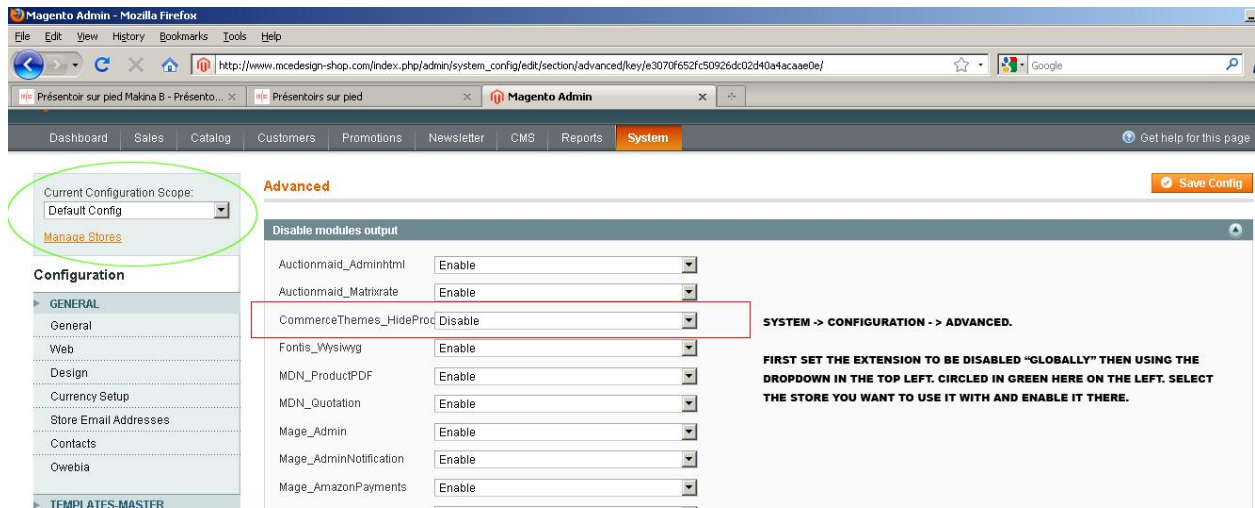 Magento Admin - Mozilla Firefox
File Edit View History Bookmarks Tools Help
http://www.mcedesign-shop.com/index.php/admin/system_config/edit/section/advanced/key/e3070f652fc50926dc02d40a4acaae0e/
Google
Présentoir sur pied Makina B - Présento...
Présentoirs sur pied
Magento Admin
Dashboard Sales Catalog Customers Promotions Newsletter CMS Reports System
Get help for this page
Current Configuration Scope:
Default Config
Manage Stores
Configuration
GENERAL
General
Web
Design
Currency Setup
Store Email Addresses
Contacts
Owebia
TEMPLATES-MASTER
Advanced
Save Config
Disable modules output
Auctionmaid_Adminhtml Enable
Auctionmaid_Matrixrate Enable
CommerceThemes_HideProd Disable
Fontis_Wysiwyg Enable
MDN_ProductPDF Enable
MDN_Quotation Enable
Mage_Admin Enable
Mage_AdminNotification Enable
Mage_AmazonPayments Enable
SYSTEM -> CONFIGURATION - > ADVANCED.
FIRST SET THE EXTENSION TO BE DISABLED “GLOBALLY” THEN USING THE
DROPDOWN IN THE TOP LEFT. CIRCLED IN GREEN HERE ON THE LEFT. SELECT
THE STORE YOU WANT TO USE IT WITH AND ENABLE IT THERE.